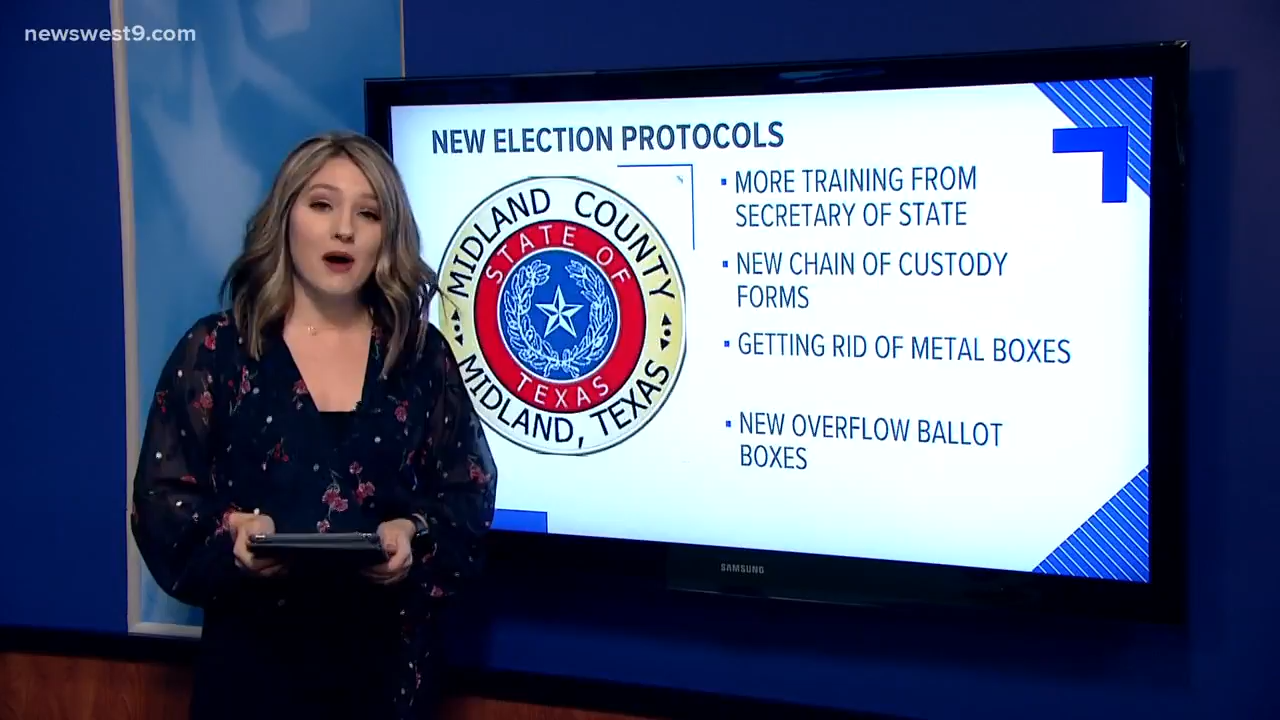 newswest9.com
NEW ELECTION PROTOCOLS
MIDLAND COUNTY
STATE OF
TEXAS
MIDLAND, TEXAS
▪ MORE TRAINING FROM
SECRETARY OF STATE
▪ NEW CHAIN OF CUSTODY
FORMS
▪ GETTING RID OF METAL BOXES
▪ NEW OVERFLOW BALLOT
BOXES
SAMSUNG